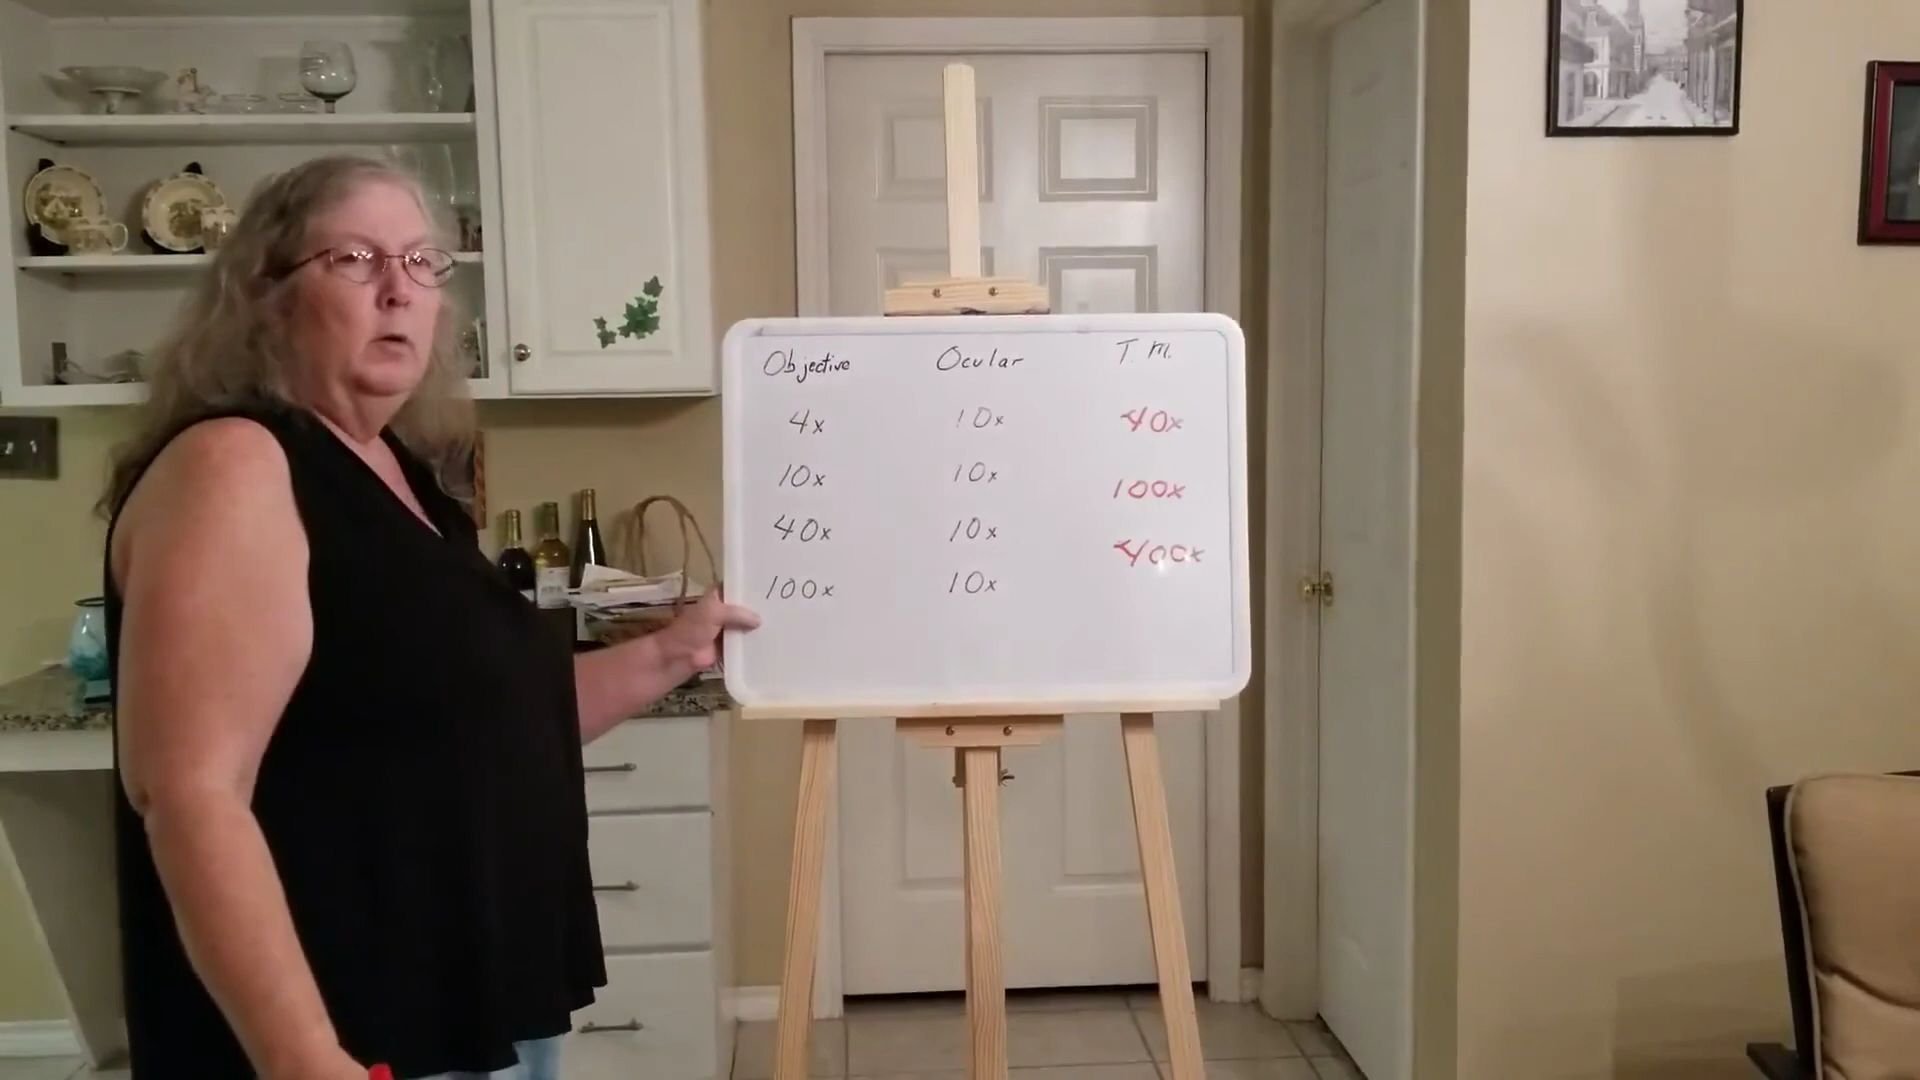 Objective Ocular T M.
4x 10x 40x
10x 10x 100x
40x 10x 400x
100x 10x